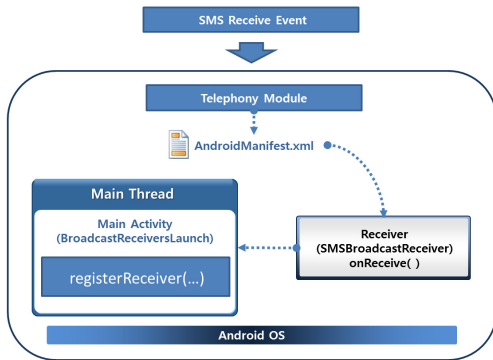 SMS Receive Event
Telephony Module
AndroidManifest.xml
Main Thread
Main Activity
(BroadcastReceiversLaunch)
registerReceiver(...)
Receiver
(SMSBroadcastReceiver)
onReceive( )
Android OS